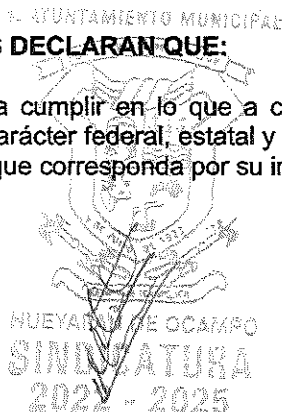 AYUNTAMIENTO MUNICIPAL
S DECLARAN QUE:
a cumplir en lo que a c
arácter federal, estatal y
que corresponda por su in
HUEYAPAN DE OCAMPO
SINDICATURA
2022 - 2025